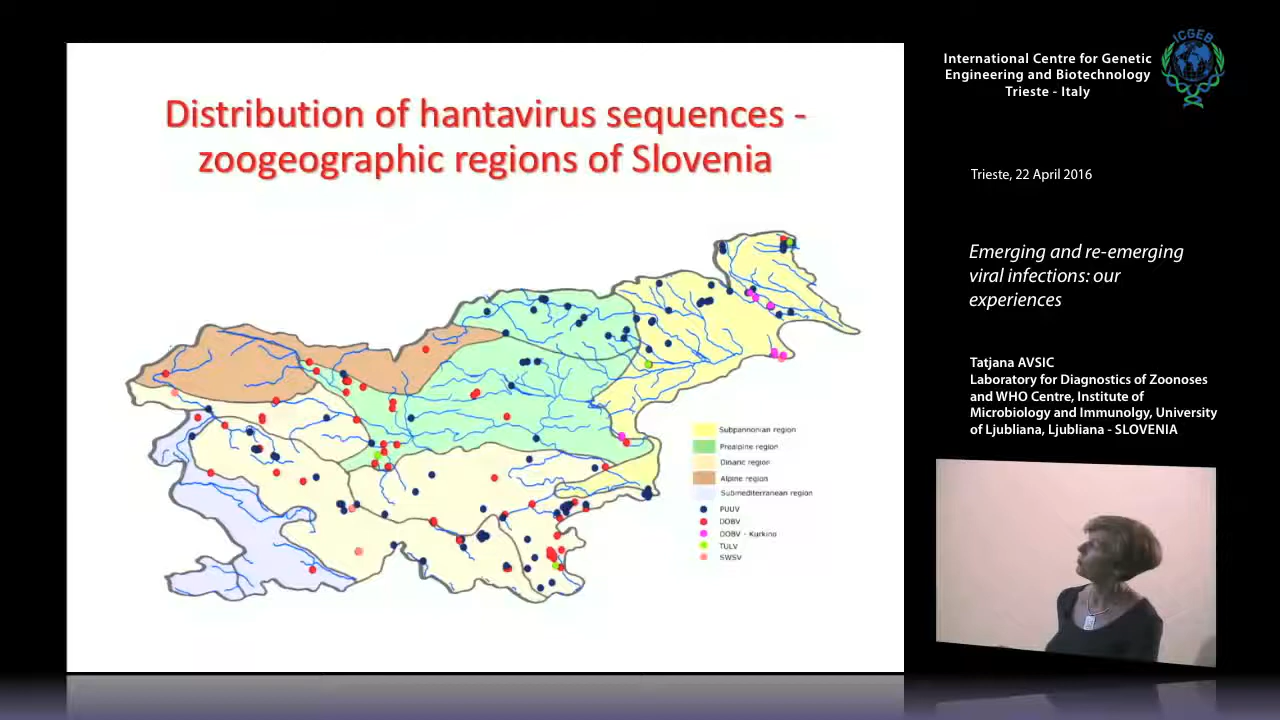 Distribution of hantavirus sequences -
zoogeographic regions of Slovenia
Subpannonian region
Prealpine region
Dinaric region
Alpine region
Submediterranean region
PUUV
DOBV
DOBV - Kurkino
TULV
SWSV
ICGEB
International Centre for Genetic
Engineering and Biotechnology
Trieste - Italy
Trieste, 22 April 2016
Emerging and re-emerging
viral infections: our
experiences
Tatjana AVSIC
Laboratory for Diagnostics of Zoonoses
and WHO Centre, Institute of
Microbiology and Immunolgy, University
of Ljubliana, Ljubliana - SLOVENIA